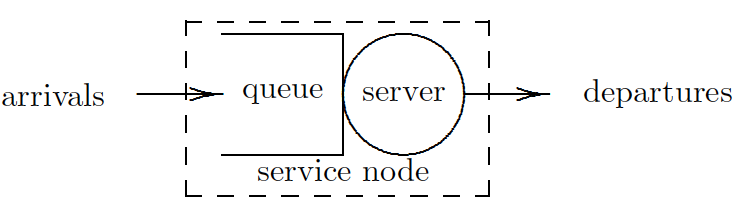 arrivals
queue
server
departures
service node